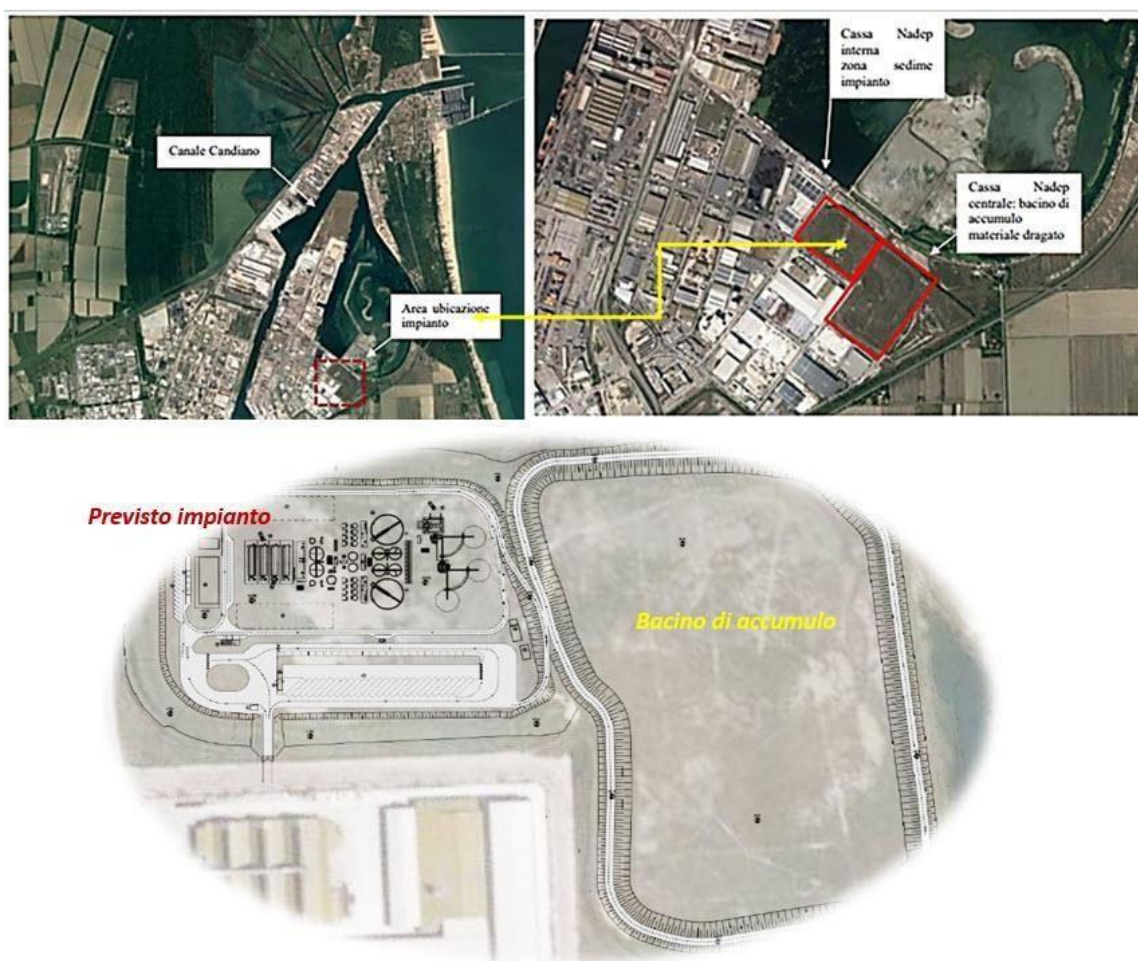 Canale Candiano
Area ubicazione
impianto
Cassa Nadep
interna
zona sedime
impianto
Cassa Nadep
centrale: bacino di
accumulo
materiale dragato
Previsto impianto
Bacino di accumulo